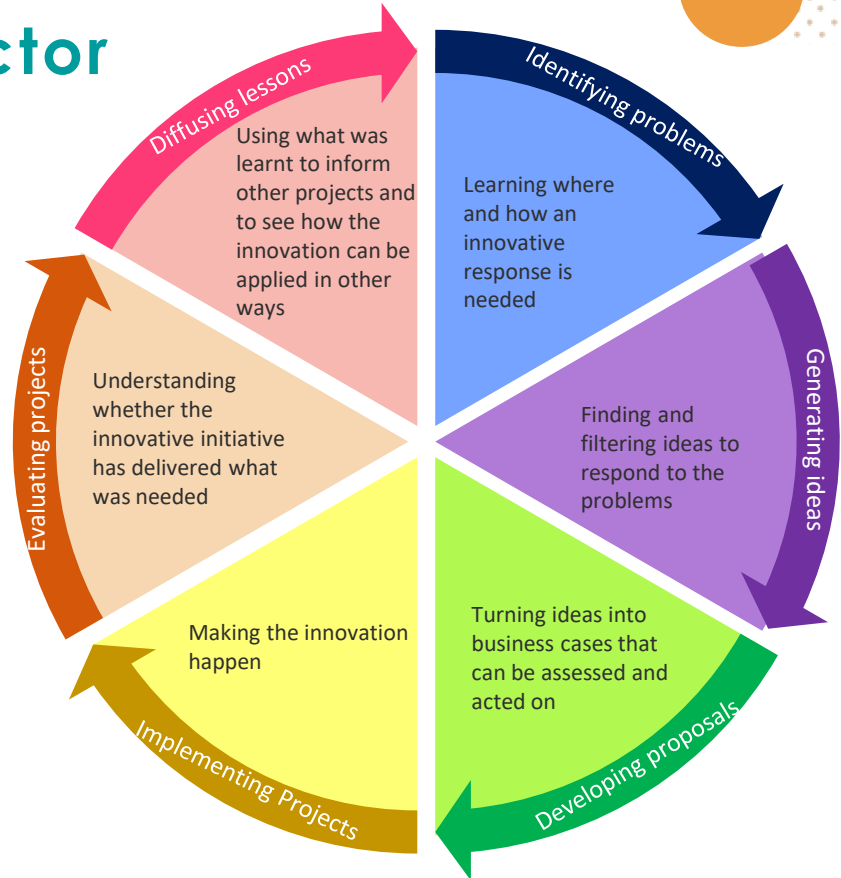 ctor
Identifying problems
Learning where
and how an
innovative
response is
needed
Generating ideas
Finding and
filtering ideas to
respond to the
problems
Developing proposals
Turning ideas into
business cases that
can be assessed and
acted on
Implementing Projects
Making the innovation
happen
Evaluating projects
Understanding
whether the
innovative initiative
has delivered what
was needed
Diffusing lessons
Using what was
learnt to inform
other projects and
to see how the
innovation can be
applied in other
ways